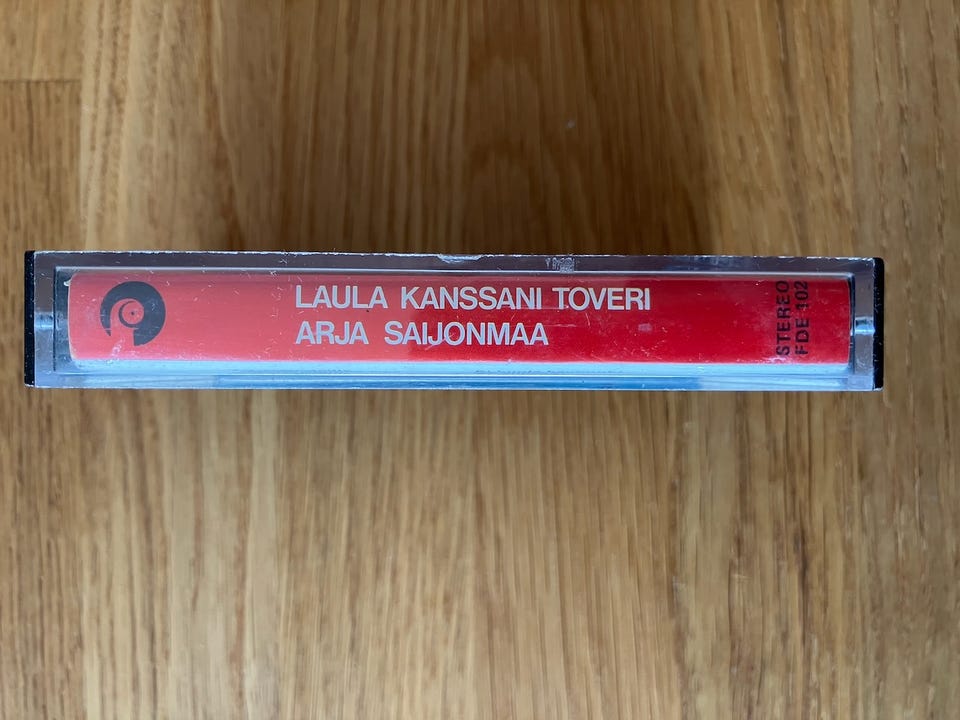 LAULA KANSSANI TOVERI
ARJA SAIJONMAA
STEREO
FDE 102